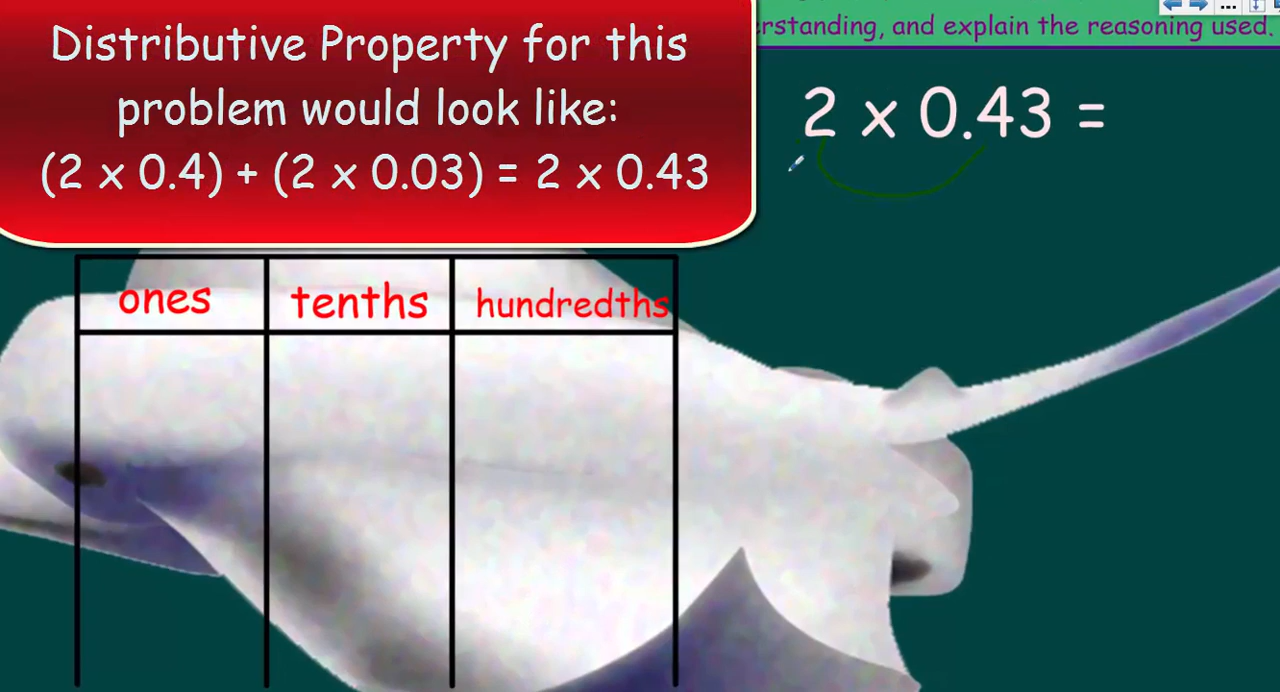 Distributive Property for this
problem would look like:
(2 x 0.4) + (2 x 0.03) = 2 x 0.43
and explain the reasoning used.
2 x 0.43 =
ones tenths hundredths